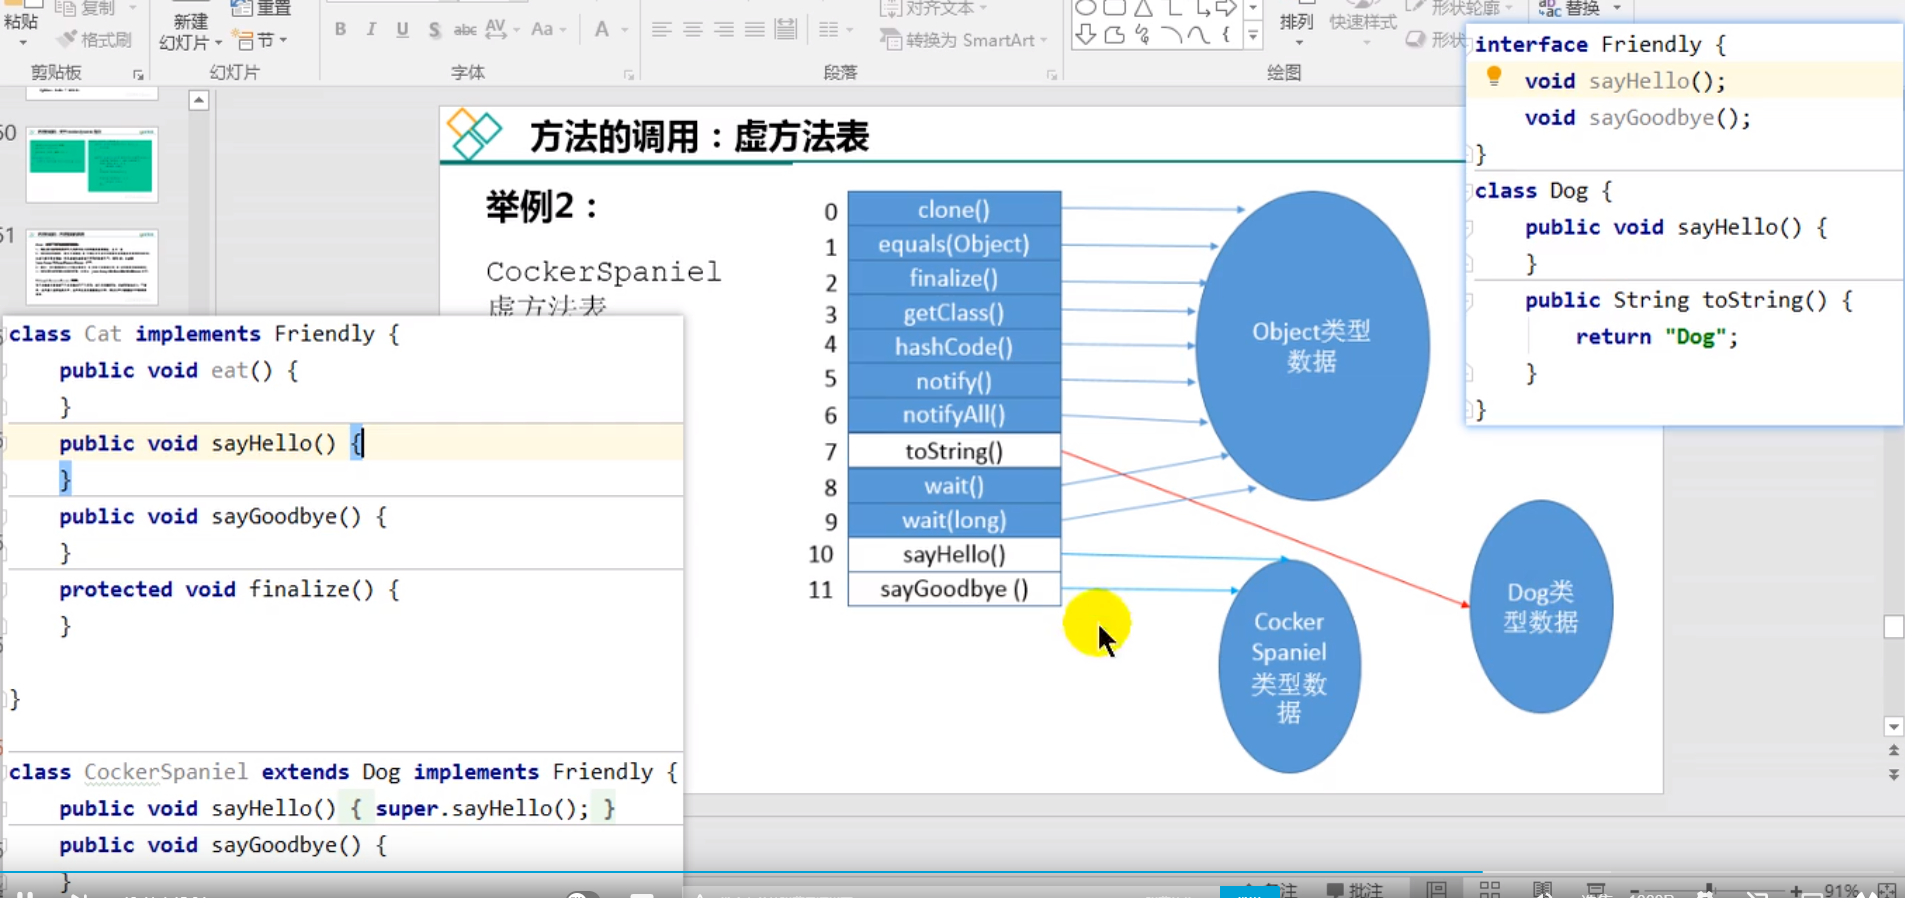 粘贴
复制
格式刷
剪贴板
新建
幻灯片
重置
节
幻灯片
B I U S abc AV Aa A
字体
对齐文本
转换为 SmartArt
段落
排列
快速样式
形状轮廓
形状
绘图
替换
51
方法的调用：虚方法表
举例2：
CockerSpaniel
虚方法表
0 clone()
1 equals(Object)
2 finalize()
3 getClass()
4 hashCode()
5 notify()
6 notifyAll()
7 toString()
8 wait()
9 wait(long)
10 sayHello()
11 sayGoodbye ()
Object类型
数据
Dog类
型数据
Cocker
Spaniel
类型数
据
interface Friendly {
void sayHello();
void sayGoodbye();
}
class Dog {
public void sayHello() {
}
public String toString() {
return "Dog";
}
}
class Cat implements Friendly {
public void eat() {
}
public void sayHello() {
}
public void sayGoodbye() {
}
protected void finalize() {
}
}
class CockerSpaniel extends Dog implements Friendly {
public void sayHello() { super.sayHello(); }
public void sayGoodbye() {
}
批注
91%